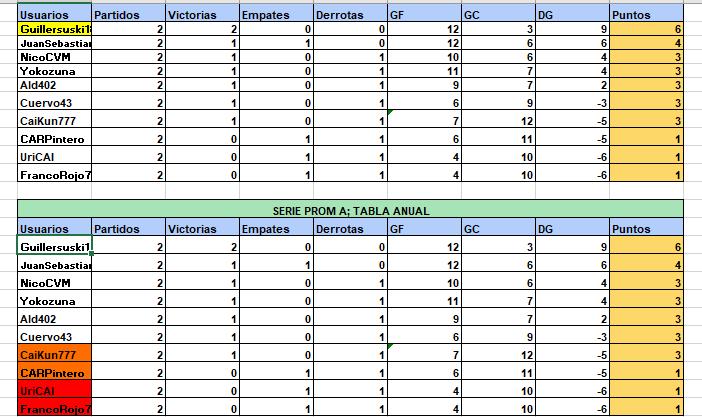 Usuarios Partidos Victorias Empates Derrotas GF GC DG Puntos
Guillersuski1 2 2 0 0 12 3 9 6
JuanSebastia 2 1 1 0 12 6 6 4
NicoCVM 2 1 0 1 10 6 4 3
Yokozuna 2 1 0 1 11 7 4 3
Ald402 2 1 0 1 9 7 2 3
Cuervo43 2 1 0 1 6 9 -3 3
CaiKun777 2 1 0 1 7 12 -5 3
CARPintero 2 0 1 1 6 11 -5 1
UriCAI 2 0 1 1 4 10 -6 1
FrancoRojo7 2 0 1 1 4 10 -6 1
SERIE PROM A; TABLA ANUAL
Usuarios Partidos Victorias Empates Derrotas GF GC DG Puntos
Guillersuski1 2 2 0 0 12 3 9 6
JuanSebastia 2 1 1 0 12 6 6 4
NicoCVM 2 1 0 1 10 6 4 3
Yokozuna 2 1 0 1 11 7 4 3
Ald402 2 1 0 1 9 7 2 3
Cuervo43 2 1 0 1 6 9 -3 3
CaiKun777 2 1 0 1 7 12 -5 3
CARPintero 2 0 1 1 6 11 -5 1
UriCAI 2 0 1 1 4 10 -6 1
FrancoRojo7 2 0 1 1 4 10 -6 1